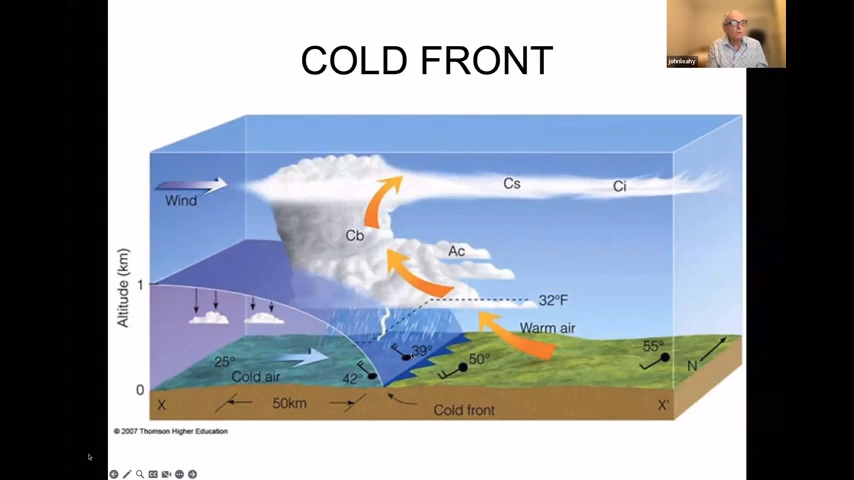 COLD FRONT
johnleahy
Wind
Cs
Ci
Cb
Ac
Altitude (km)
1
32°F
Warm air
25°
Cold air
42°
39°
50°
55°
N
0
X
50km
Cold front
X'
© 2007 Thomson Higher Education